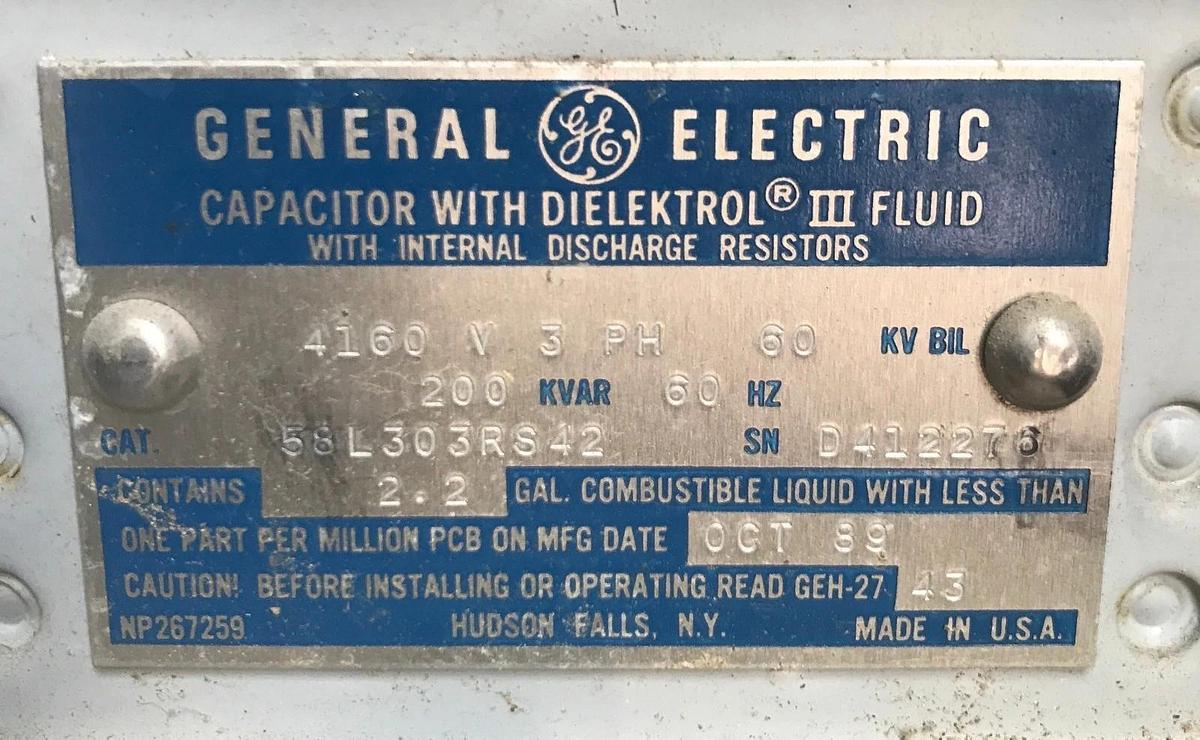 GENERAL GE ELECTRIC
CAPACITOR WITH DIELEKTROL® III FLUID
WITH INTERNAL DISCHARGE RESISTORS
4160 V 3 PH 60 KV BIL
200 KVAR 60 HZ
CAT. 58L303RS42 SN D412276
CONTAINS 2.2 GAL. COMBUSTIBLE LIQUID WITH LESS THAN
ONE PART PER MILLION PCB ON MFG DATE OCT 89
CAUTION! BEFORE INSTALLING OR OPERATING READ GEH-27 43
NP267259 HUDSON FALLS, N.Y. MADE IN U.S.A.